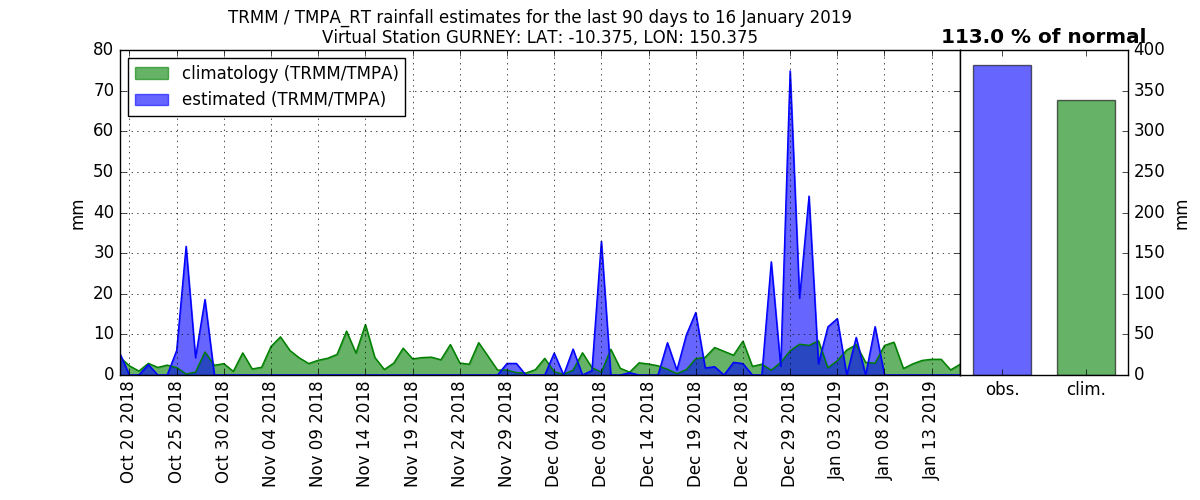 TRMM / TMPA_RT rainfall estimates for the last 90 days to 16 January 2019
Virtual Station GURNEY: LAT: -10.375, LON: 150.375
113.0 % of normal
climatology (TRMM/TMPA)
estimated (TRMM/TMPA)
mm
80
70
60
50
40
30
20
10
0
Oct 20 2018
Oct 25 2018
Oct 30 2018
Nov 04 2018
Nov 09 2018
Nov 14 2018
Nov 19 2018
Nov 24 2018
Nov 29 2018
Dec 04 2018
Dec 09 2018
Dec 14 2018
Dec 19 2018
Dec 24 2018
Dec 29 2018
Jan 03 2019
Jan 08 2019
Jan 13 2019
obs.
clim.
400
350
300
250
200
150
100
50
0
mm